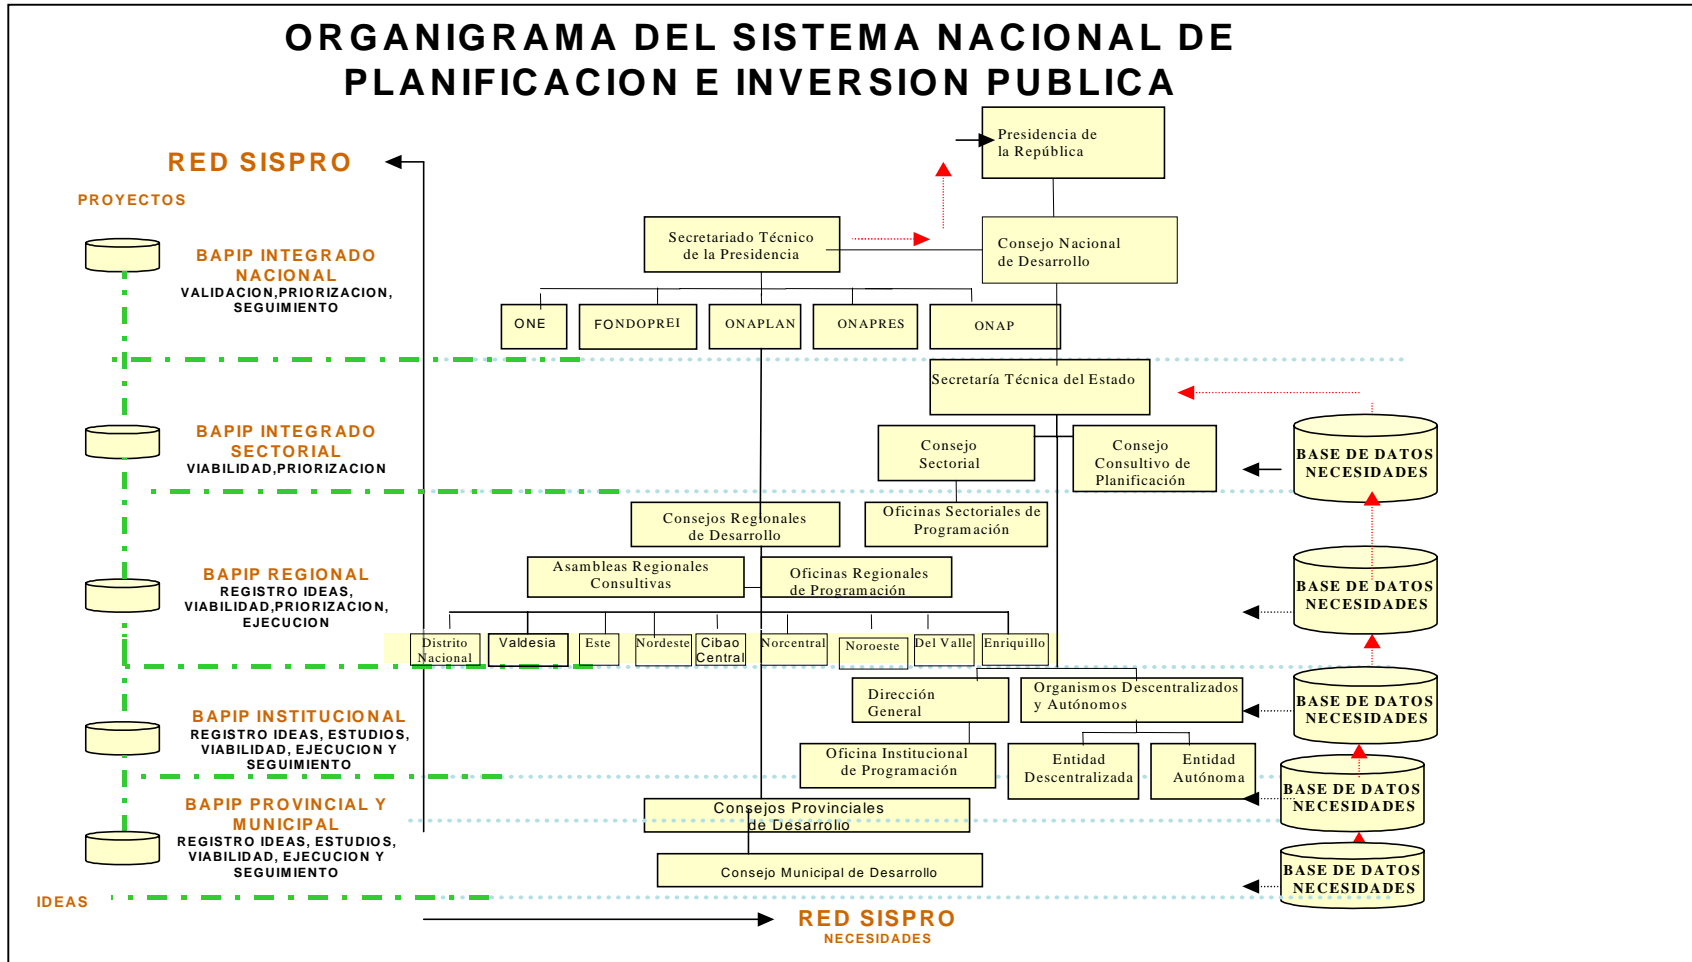 ORGANIGRAMA DEL SISTEMA NACIONAL DE
PLANIFICACION E INVERSION PUBLICA
Presidencia de
la República
RED SISPRO
PROYECTOS
Secretariado Técnico
de la Presidencia
Consejo Nacional
de Desarrollo
BAPIP INTEGRADO
NACIONAL
VALIDACION,PRIORIZACION,
SEGUIMIENTO
ONE
FONDOPREI
ONAPLAN
ONAPRES
ONAP
Secretaría Técnica del Estado
BAPIP INTEGRADO
SECTORIAL
VIABILIDAD,PRIORIZACION
Consejo
Sectorial
Consejo
Consultivo de
Planificación
BASE DE DATOS
NECESIDADES
Consejos Regionales
de Desarrollo
Oficinas Sectoriales de
Programación
BAPIP REGIONAL
REGISTRO IDEAS,
VIABILIDAD,PRIORIZACION,
EJECUCION
Asambleas Regionales
Consultivas
Oficinas Regionales
de Programación
BASE DE DATOS
NECESIDADES
Distrito
Nacional
Valdesia
Este
Nordeste
Cibao
Central
Norcentral
Noroeste
Del Valle
Enriquillo
BAPIP INSTITUCIONAL
REGISTRO IDEAS, ESTUDIOS,
VIABILIDAD, EJECUCION Y
SEGUIMIENTO
Dirección
General
Organismos Descentralizados
y Autónomos
BASE DE DATOS
NECESIDADES
Oficina Institucional
de Programación
Entidad
Descentralizada
Entidad
Autónoma
BASE DE DATOS
NECESIDADES
BAPIP PROVINCIAL Y
MUNICIPAL
REGISTRO IDEAS, ESTUDIOS,
VIABILIDAD, EJECUCION Y
SEGUIMIENTO
Consejos Provinciales
de Desarrollo
Consejo Municipal de Desarrollo
BASE DE DATOS
NECESIDADES
IDEAS
RED SISPRO
NECESIDADES